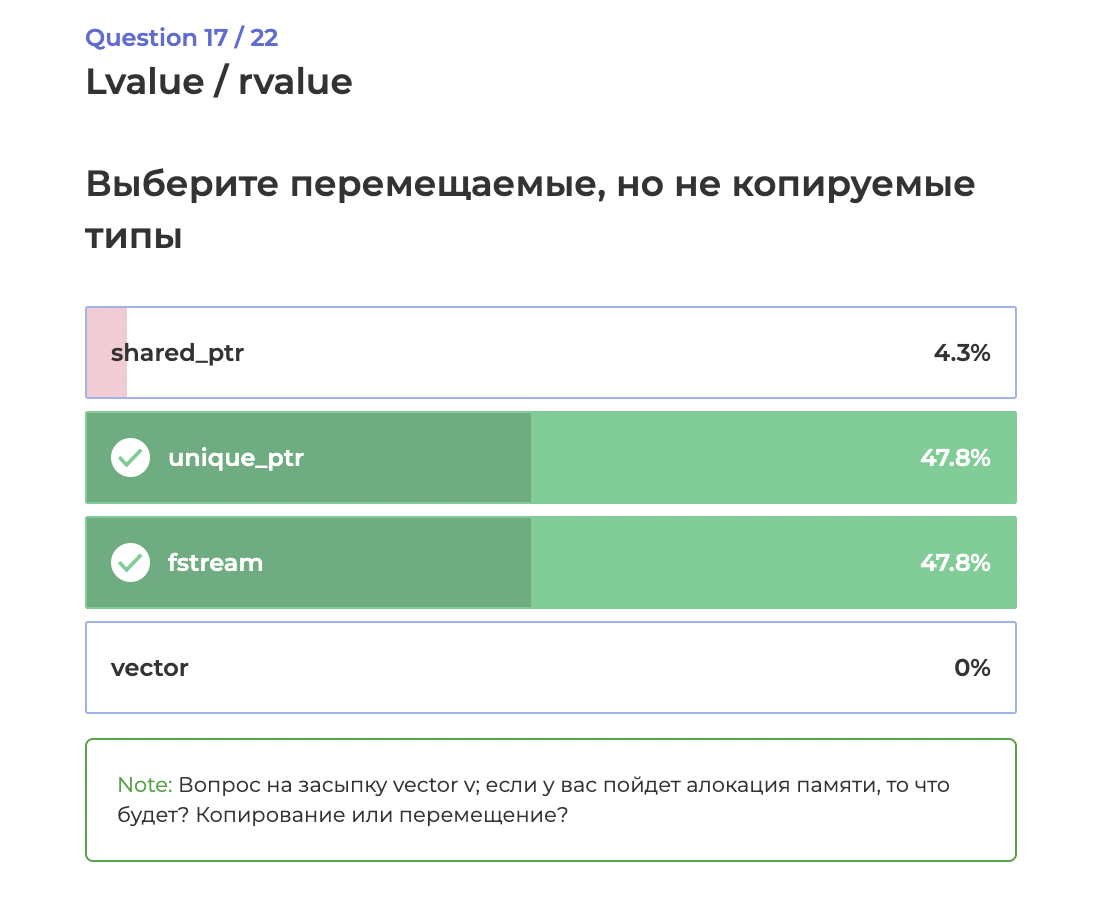 Question 17 / 22
Lvalue / rvalue
Выберите перемещаемые, но не копируемые
типы
shared_ptr 4.3%
unique_ptr 47.8%
fstream 47.8%
vector 0%
Note: Вопрос на засыпку vector v; если у вас пойдет алокация памяти, то что
будет? Копирование или перемещение?